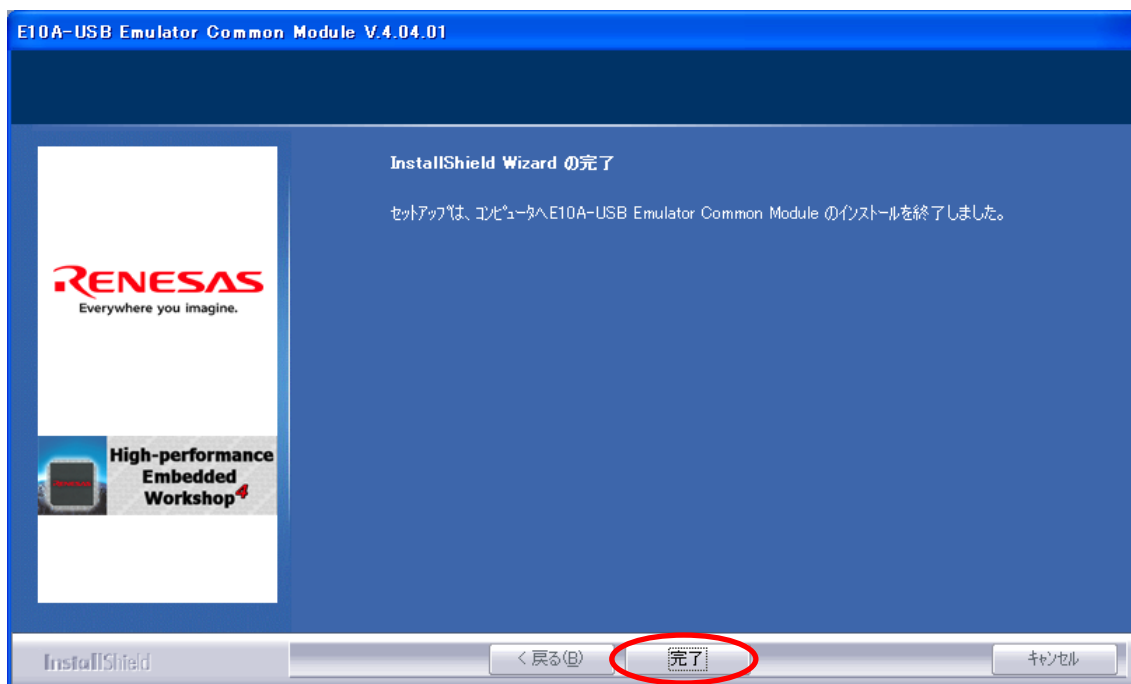 E10A-USB Emulator Common Module V.4.04.01
InstallShield Wizard の完了
セットアップは、コンピュータへE10A-USB Emulator Common Module のインストールを終了しました。
RENESAS
Everywhere you imagine.
RENESAS
High-performance
Embedded
Workshop4
InstallShield
< 戻る(B)
完了
キャンセル